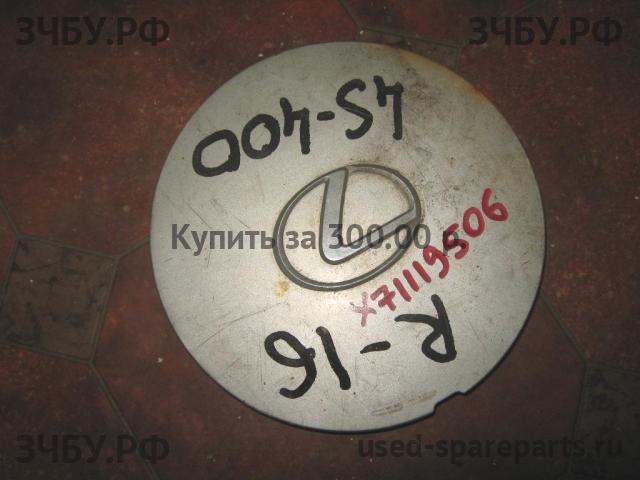 ЗЧБУ.РФ
ЗЧБУ.РФ
LS-400
Купить за 300.00 р.
x71119506
R-16
ЗЧБУ.РФ
used-spareparts.ru